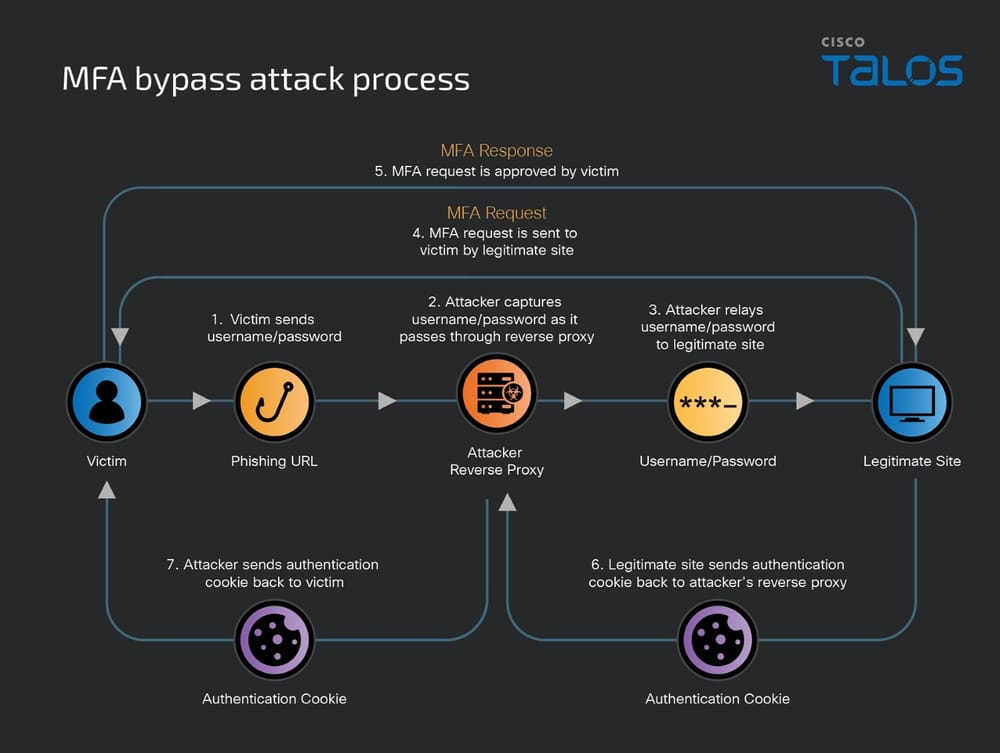 CISCO
TALOS
MFA bypass attack process
MFA Response
5. MFA request is approved by victim
MFA Request
4. MFA request is sent to
victim by legitimate site
1. Victim sends
username/password
2. Attacker captures
username/password as it
passes through reverse proxy
3. Attacker relays
username/password
to legitimate site
***_
Victim
Phishing URL
Attacker
Reverse Proxy
Username/Password
Legitimate Site
7. Attacker sends authentication
cookie back to victim
6. Legitimate site sends authentication
cookie back to attacker's reverse proxy
Authentication Cookie
Authentication Cookie